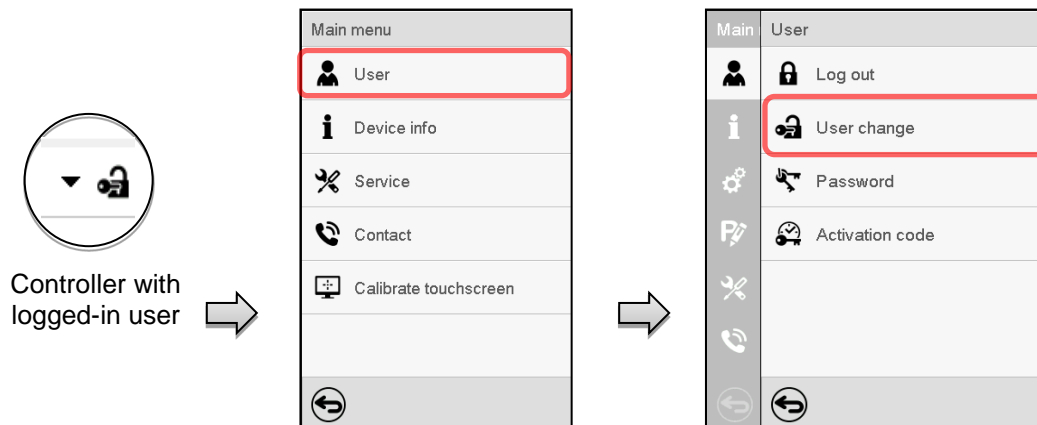 Controller with
logged-in user
Main menu
User
Device info
Service
Contact
Calibrate touchscreen
Main
User
Log out
User change
Password
Activation code